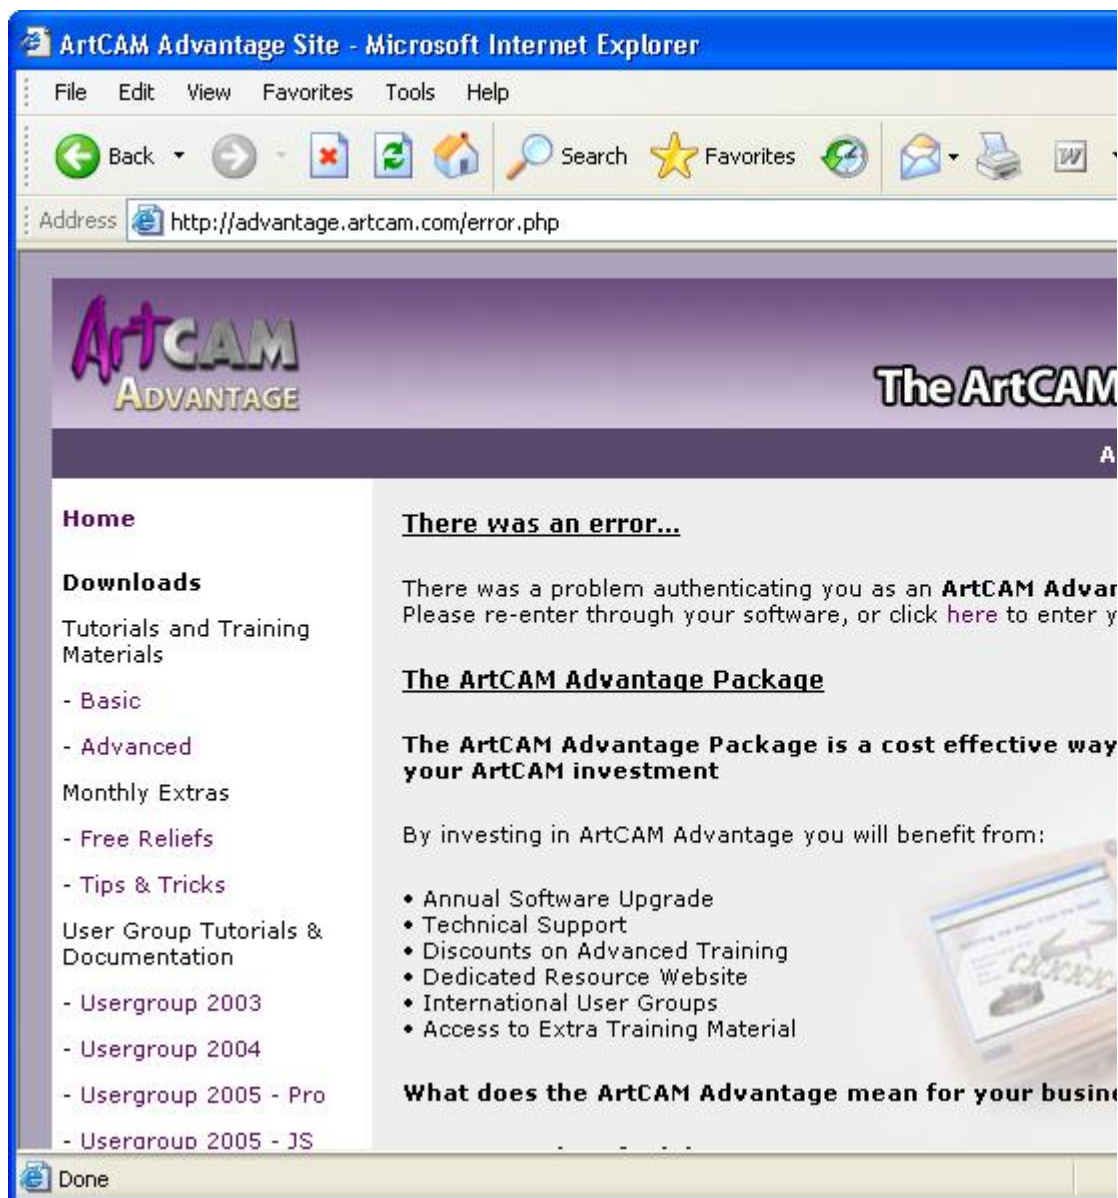 ArtCAM Advantage Site - Microsoft Internet Explorer
File Edit View Favorites Tools Help
Back Search Favorites
Address http://advantage.artcam.com/error.php
ArtCAM
ADVANTAGE
The ArtCAM
A
Home
Downloads
Tutorials and Training
Materials
- Basic
- Advanced
Monthly Extras
- Free Reliefs
- Tips & Tricks
User Group Tutorials &
Documentation
- Usergroup 2003
- Usergroup 2004
- Usergroup 2005 - Pro
- Usergroup 2005 - JS
There was an error...
There was a problem authenticating you as an ArtCAM Advan
Please re-enter through your software, or click here to enter y
The ArtCAM Advantage Package
The ArtCAM Advantage Package is a cost effective way
your ArtCAM investment
By investing in ArtCAM Advantage you will benefit from:
• Annual Software Upgrade
• Technical Support
• Discounts on Advanced Training
• Dedicated Resource Website
• International User Groups
• Access to Extra Training Material
What does the ArtCAM Advantage mean for your busine
Done